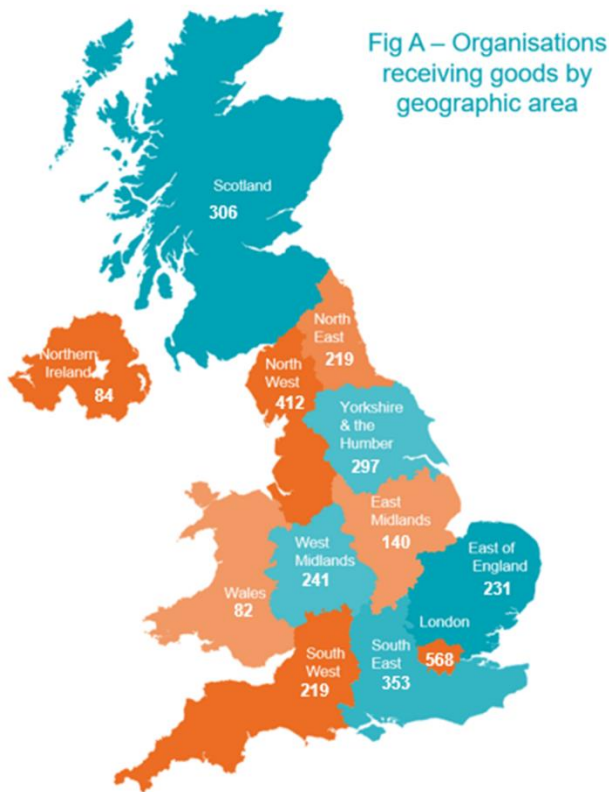 Fig A – Organisations
receiving goods by
geographic area
Scotland
306
North
East
219
Northern
Ireland
84
North
West
412
Yorkshire
& the
Humber
297
East
Midlands
140
West
Midlands
241
East of
England
231
Wales
82
London
568
South
West
219
South
East
353